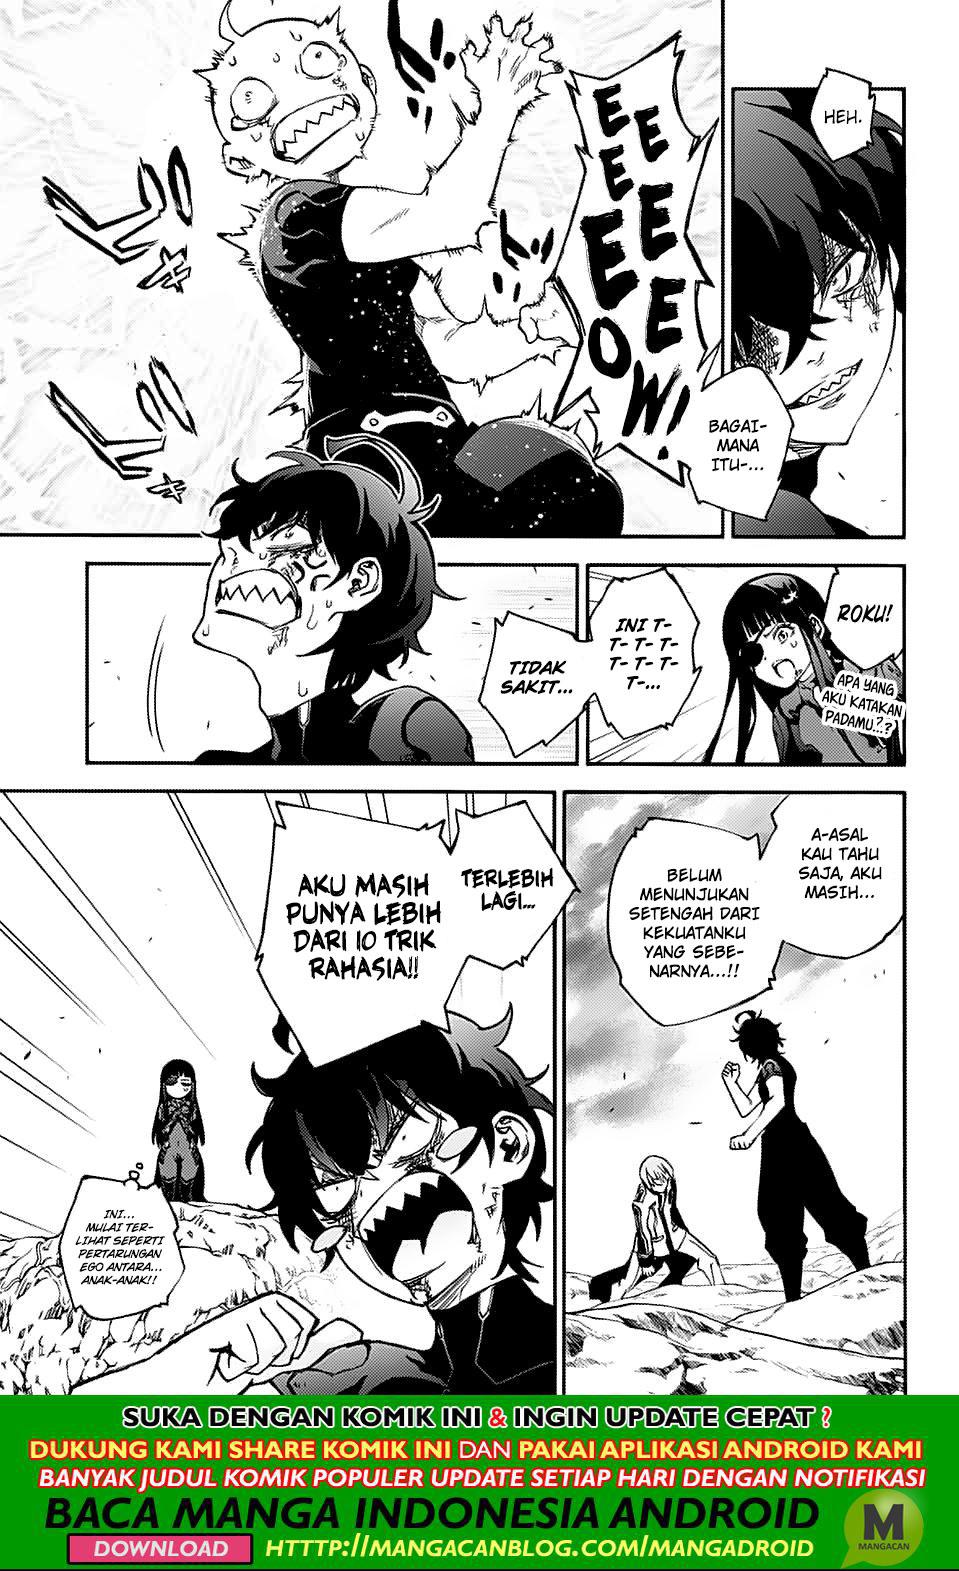 HEH.
BAGAI-
MANA
ITU-...
EEEEEEEEEOW!
ROKU!
APA YANG
AKU KATAKAN
PADAMU...?
INI T-
T- T- T-
T- T- T-
T-...
TIDAK
SAKIT...
A-ASAL
KAU TAHU
SAJA, AKU
MASIH...
BELUM
MENUNJUKAN
SETENGAH DARI
KEKUATANKU
YANG SEBE-
NARNYA...!!
TERLEBIH
LAGI...
AKU MASIH
PUNYA LEBIH
DARI 10 TRIK
RAHASIA!!
INI...
MULAI TER-
LIHAT SEPERTI
PERTARUNGAN
EGO ANTARA...
ANAK-ANAK!!
SUKA DENGAN KOMIK INI & INGIN UPDATE CEPAT ?
DUKUNG KAMI SHARE KOMIK INI DAN PAKAI APLIKASI ANDROID KAMI
BANYAK JUDUL KOMIK POPULER UPDATE SETIAP HARI DENGAN NOTIFIKASI
BACA MANGA INDONESIA ANDROID
DOWNLOAD HTTTP://MANGACANBLOG.COM/MANGADROID
M
MANGACAN